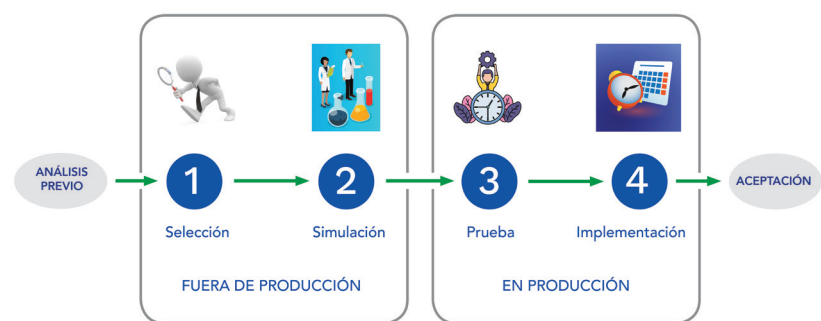 ANÁLISIS
PREVIO
1
Selección
2
Simulación
FUERA DE PRODUCCIÓN
3
Prueba
4
Implementación
EN PRODUCCIÓN
ACEPTACIÓN